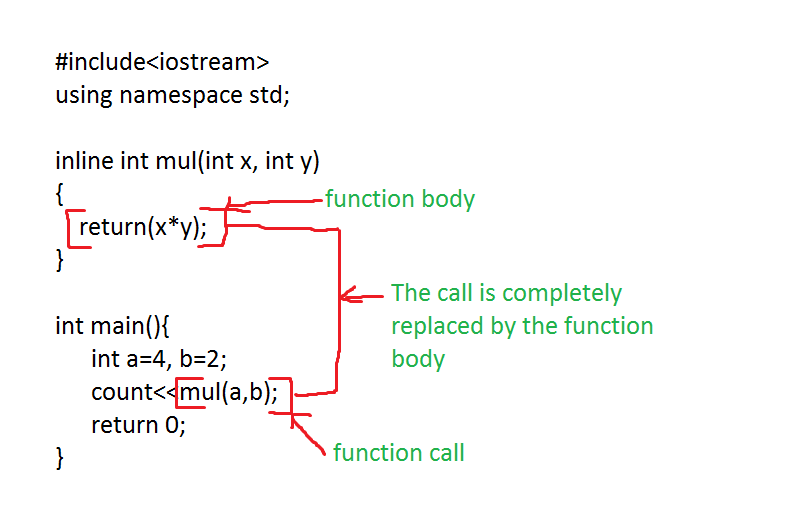 #include<iostream>
using namespace std;
inline int mul(int x, int y)
{
function body
return(x*y);
}
The call is completely
replaced by the function
body
int main(){
int a=4, b=2;
count<<mul(a,b);
return 0;
}
function call